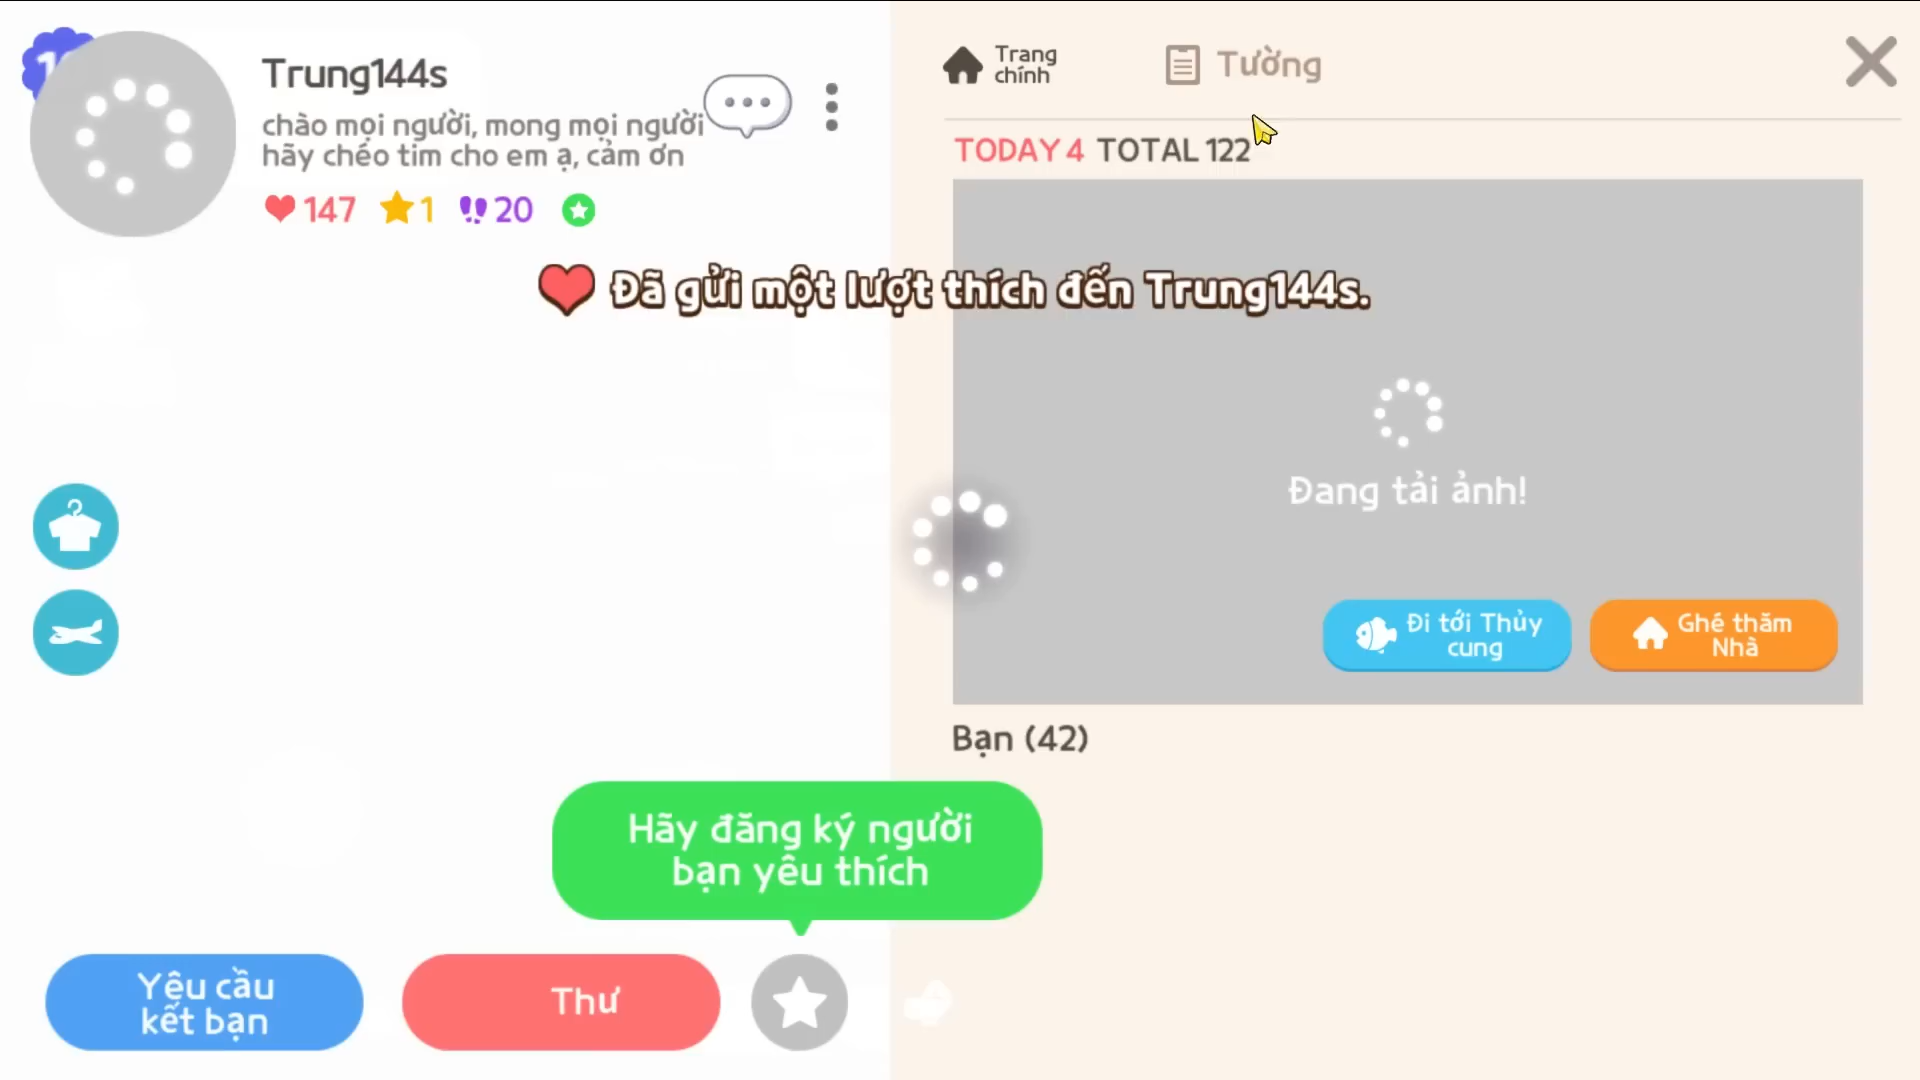 Trung144s
chào mọi người, mong mọi người
hãy chéo tim cho em ạ, cảm ơn
147 1 20
Trang
chính
Tường
TODAY 4 TOTAL 122
Đã gửi một lượt thích đến Trung144s.
Đang tải ảnh!
Đi tới Thủy
cung
Ghé thăm
Nhà
Bạn (42)
Hãy đăng ký người
bạn yêu thích
Yêu cầu
kết bạn
Thư